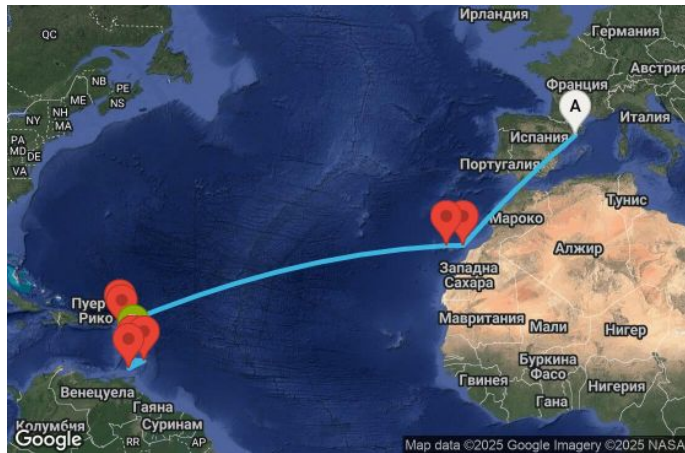 Ирландия
QC
Германия
NB
PE
Австрия
ME
NS
Франция
NH
A
NY
MA
Италия
Испания
PA
MD
DE
Португалия
VA
Тунис
Мароко
Алжир
Западна
Сахара
Пуерто
Рико
Мавритания
Мали
Нигер
Буркина
Фасо
Венецуела
Гвинея
Нигерия
Гаяна
Гана
Колумбия
Суринам
RR
AP
Google
Map data ©2025 Google Imagery ©2025 NASA